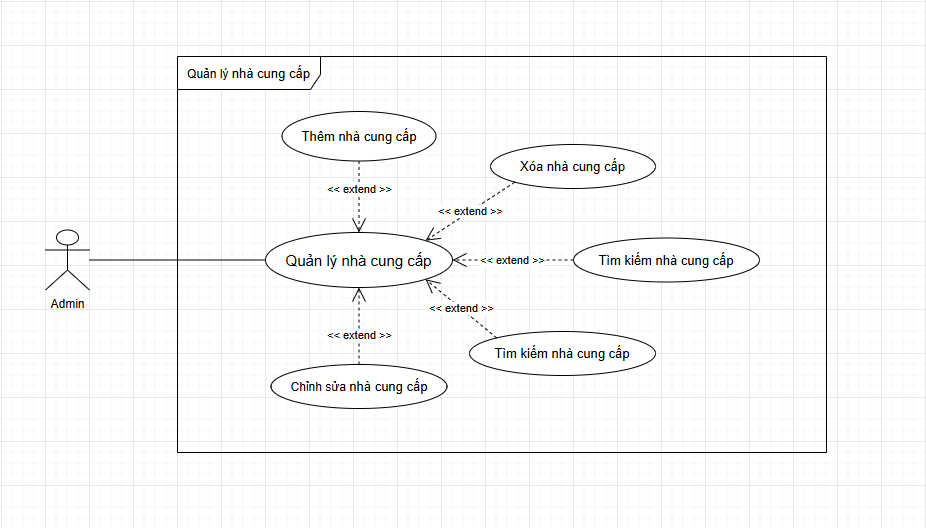 Quản lý nhà cung cấp
Thêm nhà cung cấp
Xóa nhà cung cấp
<< extend >>
<< extend >>
Quản lý nhà cung cấp
<< extend >>
Tìm kiếm nhà cung cấp
Admin
<< extend >>
<< extend >>
Tìm kiếm nhà cung cấp
Chỉnh sửa nhà cung cấp